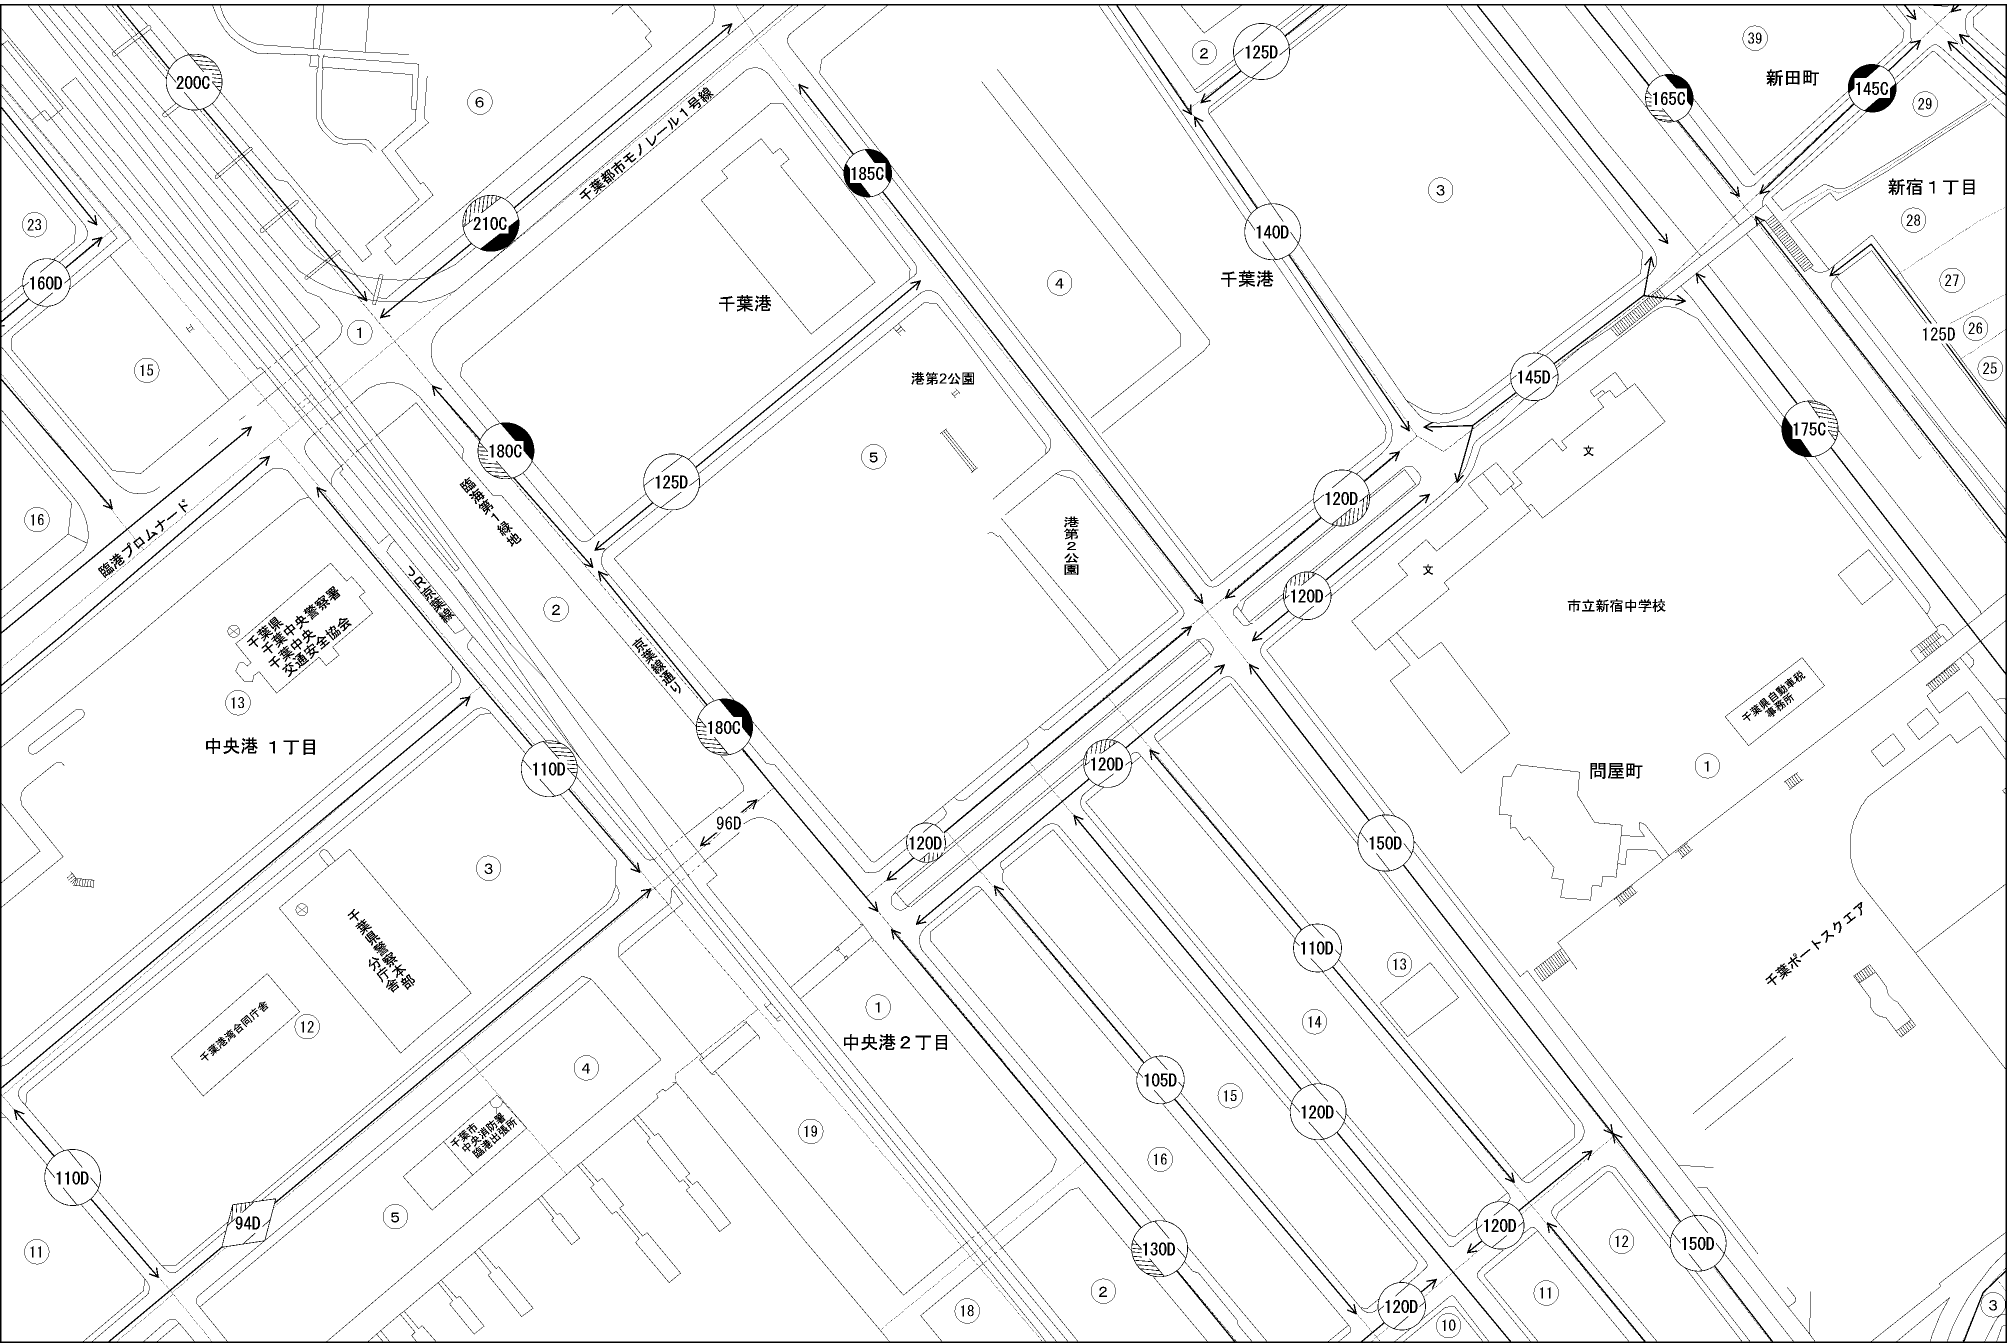 200C
2
125D
39
新田町
165C
145C
29
6
千葉都市モノレール1号線
185C
3
新宿1丁目
23
210C
140D
28
160D
千葉港
千葉港
4
27
1
125D
26
15
145D
25
港第2公園
180C
5
文
175C
125D
臨海第1緑地
120D
16
臨港プロムナード
港第2公園
文
JR京葉線
120D
市立新宿中学校
千葉県
千葉中央警察署
千葉中央
交通安全協会
2
京葉線通り
13
千葉県自動車税
事務所
中央港 1丁目
180C
110D
120D
問屋町
1
96D
120D
150D
3
千葉県警察本部
分庁舎
110D
13
千葉ポートスクエア
千葉港湾合同庁舎
12
1
中央港2丁目
14
4
105D
15
120D
千葉市
中央消防署
臨港出張所
19
16
110D
94D
5
11
130D
120D
12
150D
2
18
120D
11
10
3